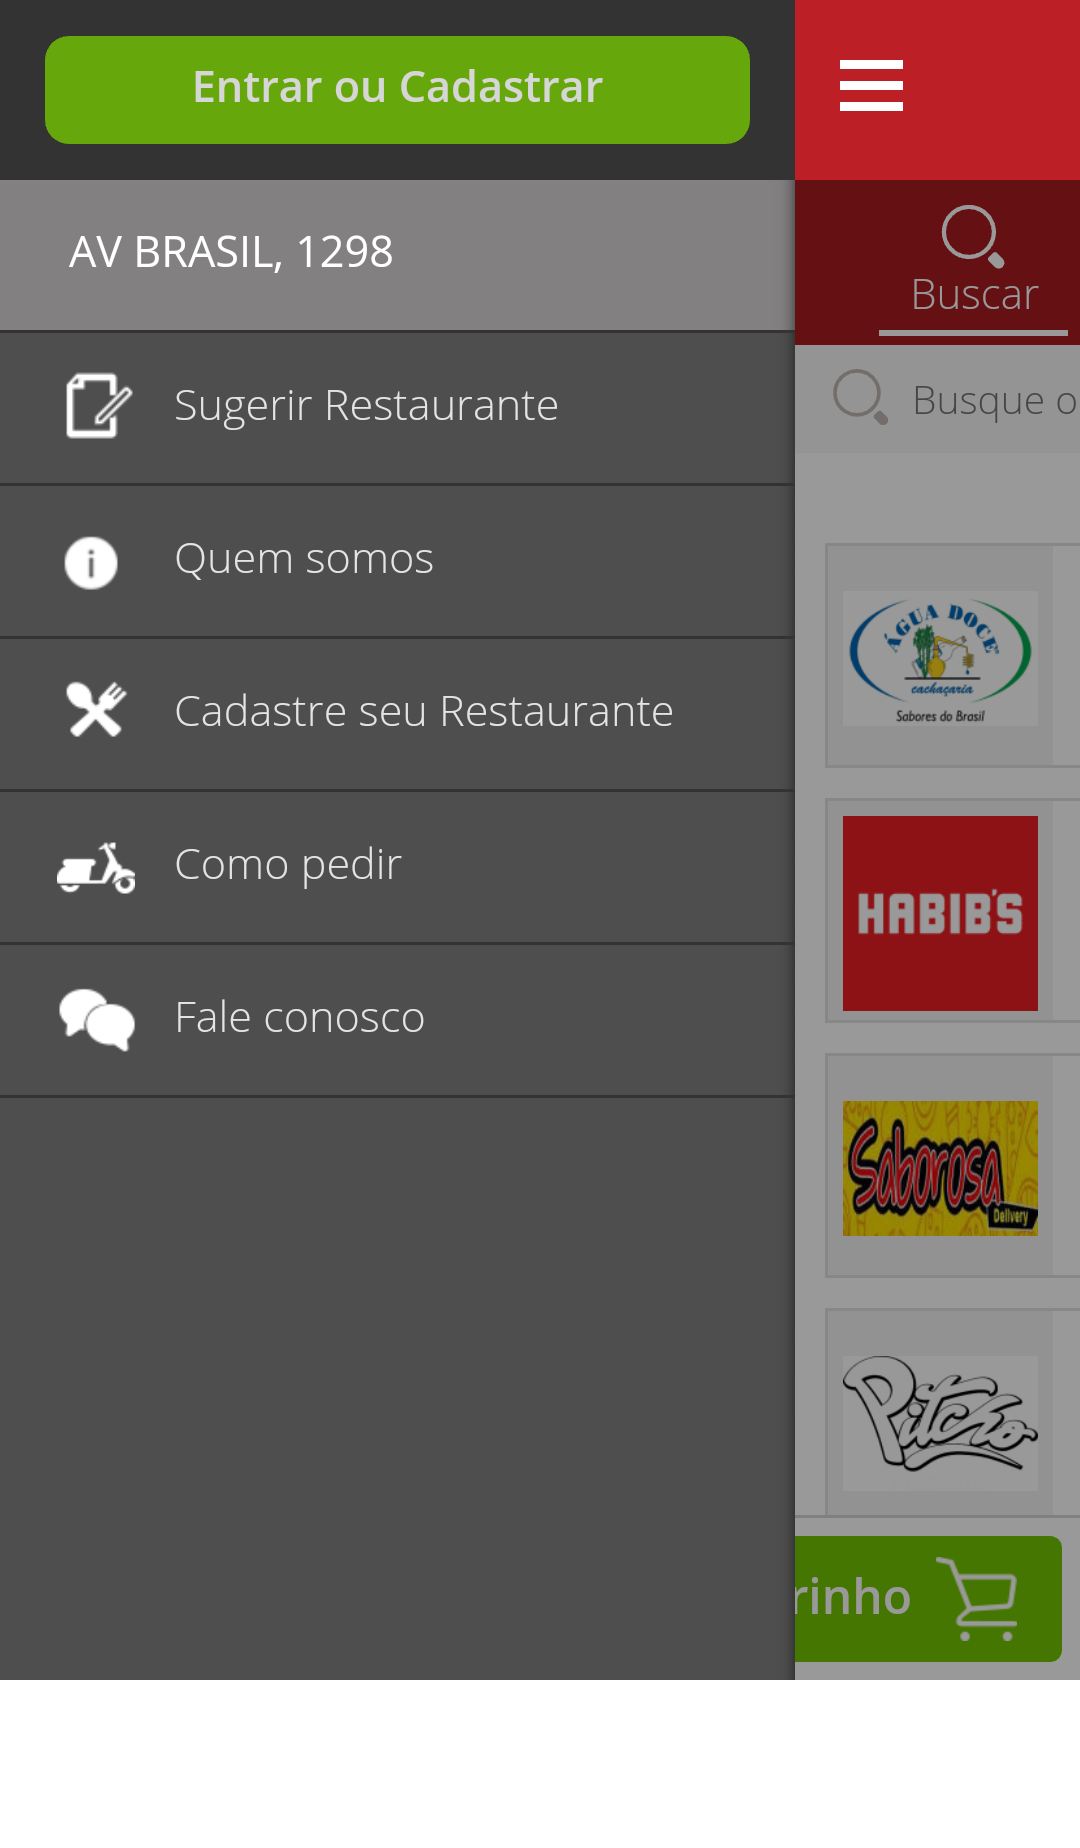 Entrar ou Cadastrar
AV BRASIL, 1298
Sugerir Restaurante
Quem somos
Cadastre seu Restaurante
Como pedir
Fale conosco
Buscar
Busque o
ÁGUA DOCE
cachaçaria
Sabores do Brasil
HABIB'S
Saborosa
Delivery
Pitcho
rinho